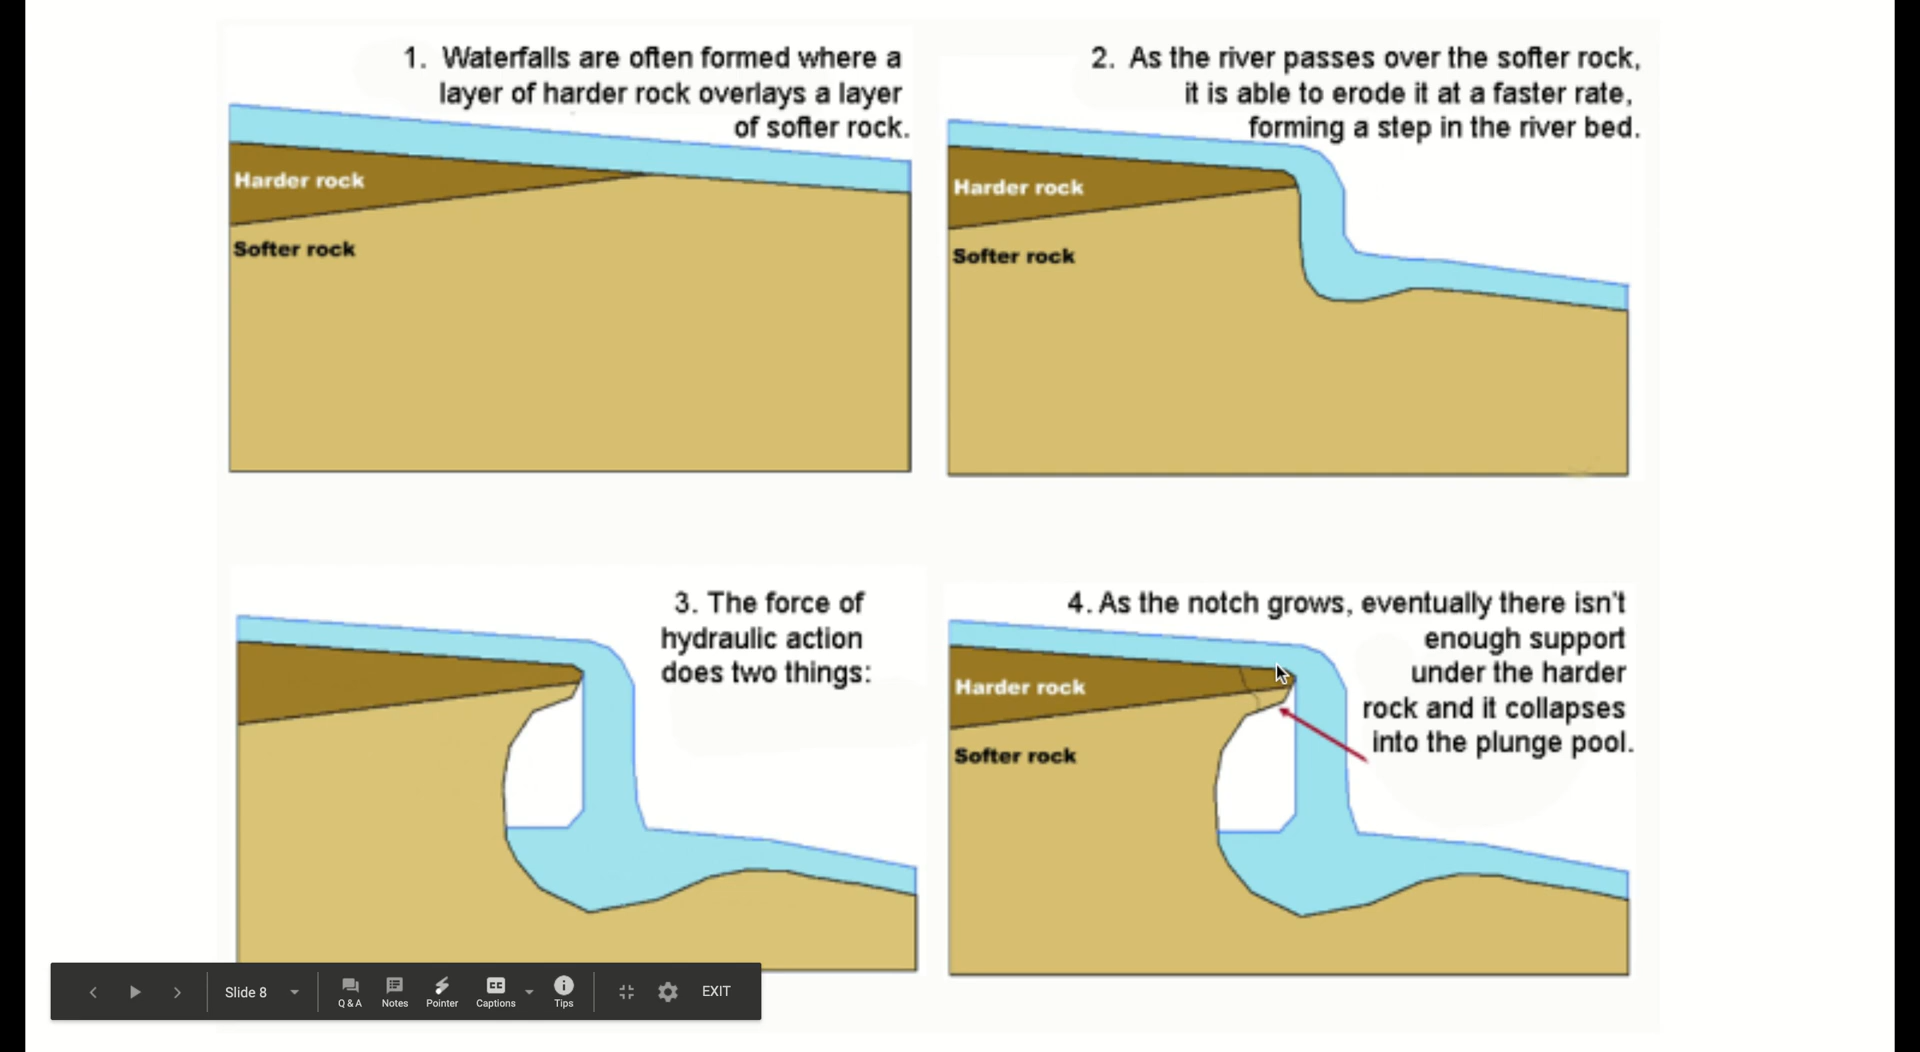 1. Waterfalls are often formed where a
layer of harder rock overlays a layer
of softer rock.
Harder rock
Softer rock
2. As the river passes over the softer rock,
it is able to erode it at a faster rate,
forming a step in the river bed.
Harder rock
Softer rock
3. The force of
hydraulic action
does two things:
4. As the notch grows, eventually there isn't
enough support
under the harder
rock and it collapses
into the plunge pool.
Harder rock
Softer rock
Slide 8
Q & A
Notes
Pointer
CC
Captions
Tips
EXIT